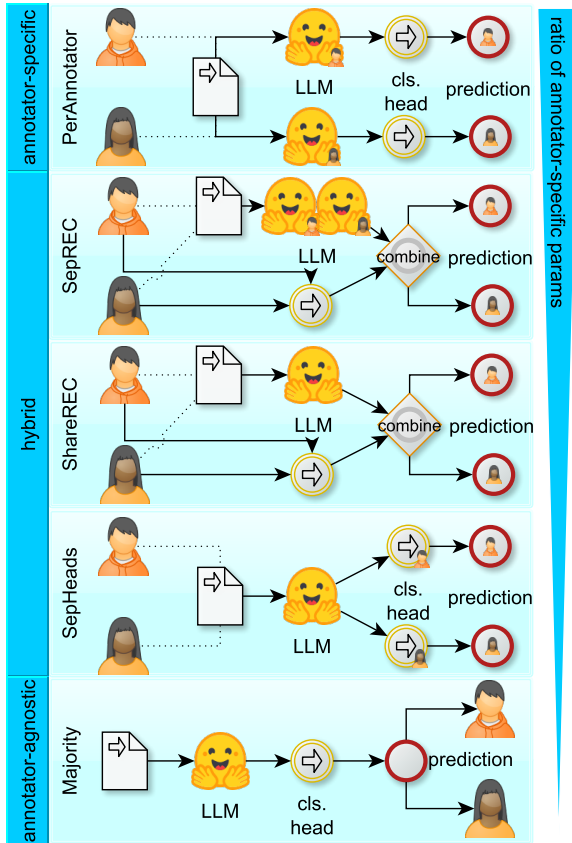 annotator-specific
PerAnnotator
LLM
cls.
head
prediction
hybrid
SepREC
LLM
combine
prediction
ShareREC
LLM
combine
prediction
SepHeads
LLM
cls.
head
prediction
annotator-agnostic
Majority
LLM
cls.
head
prediction
ratio of annotator-specific params